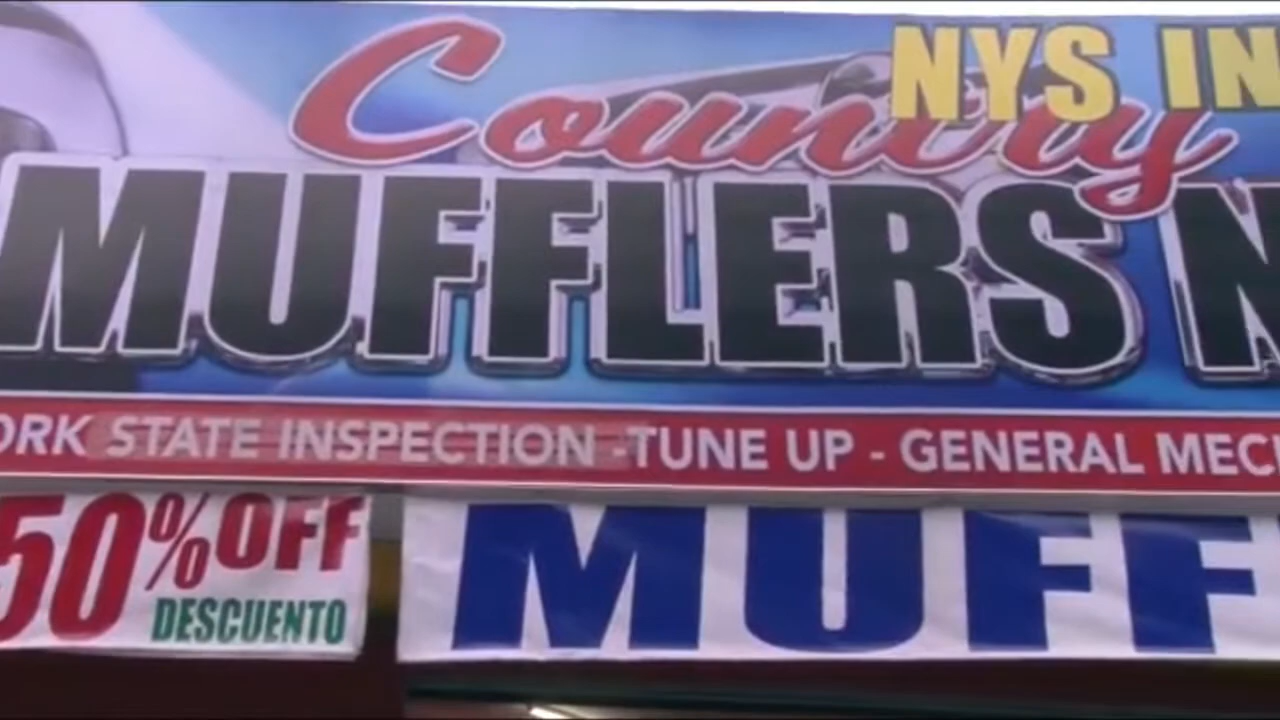 Country NYS IN
MUFFLERS N
ORK STATE INSPECTION -TUNE UP - GENERAL MEC
50% OFF
DESCUENTO
MUFF